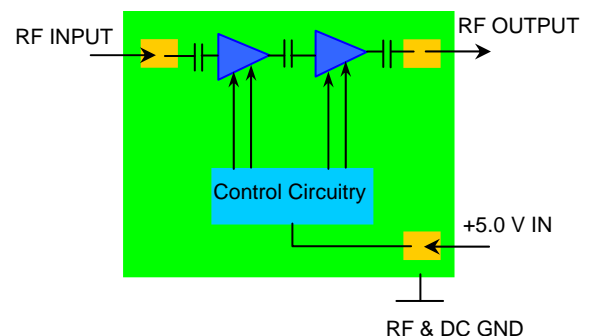 RF INPUT
RF OUTPUT
Control Circuitry
+5.0 V IN
RF & DC GND